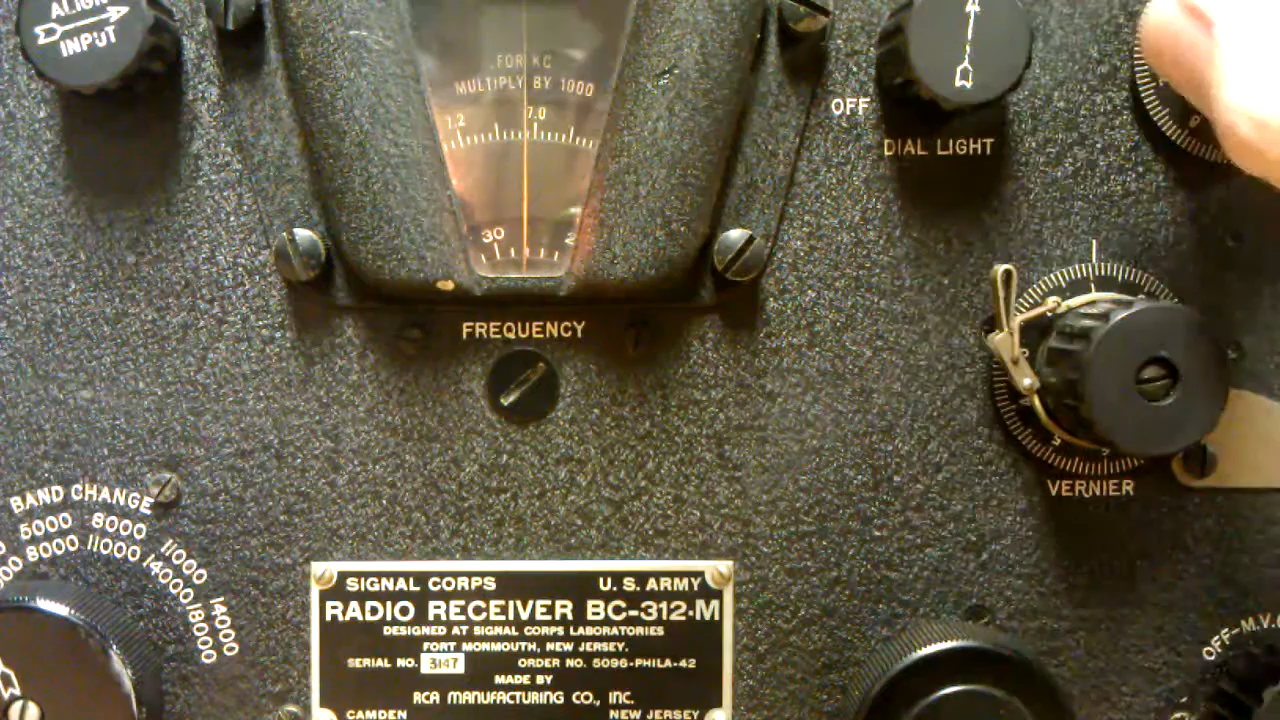 ALIGN
INPUT
FOR KC
MULTIPLY BY 1000
7.2 7.0
30
OFF
DIAL LIGHT
FREQUENCY
VERNIER
BAND CHANGE
5000 8000 11000 14000
8000 11000 14000 18000
OFF-M.V.
SIGNAL CORPS U.S. ARMY
RADIO RECEIVER BC-312-M
DESIGNED AT SIGNAL CORPS LABORATORIES
FORT MONMOUTH, NEW JERSEY.
SERIAL NO. 3147 ORDER NO. 5096-PHILA-42
MADE BY
RCA MANUFACTURING CO., INC.
CAMDEN NEW JERSEY